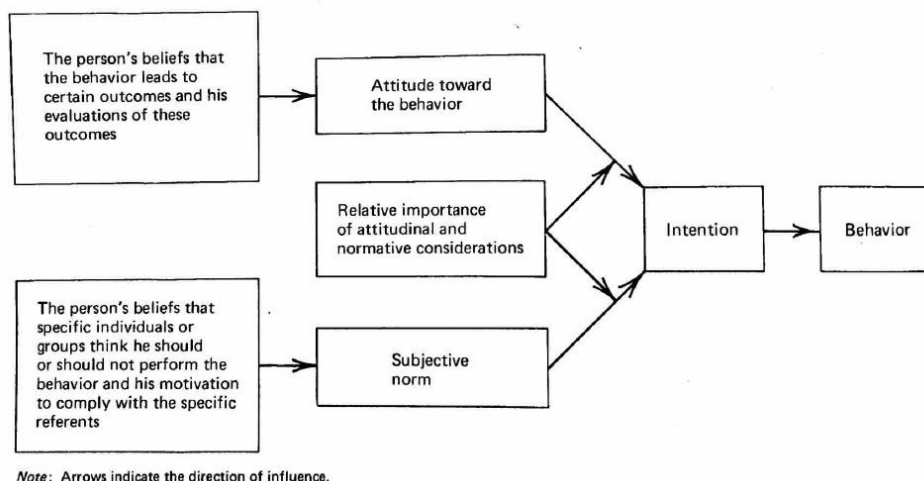 The person's beliefs that
the behavior leads to
certain outcomes and his
evaluations of these
outcomes
Attitude toward
the behavior
Relative importance
of attitudinal and
normative considerations
Intention
Behavior
The person's beliefs that
specific individuals or
groups think he should
or should not perform the
behavior and his motivation
to comply with the specific
referents
Subjective
norm
Note: Arrows indicate the direction of influence.